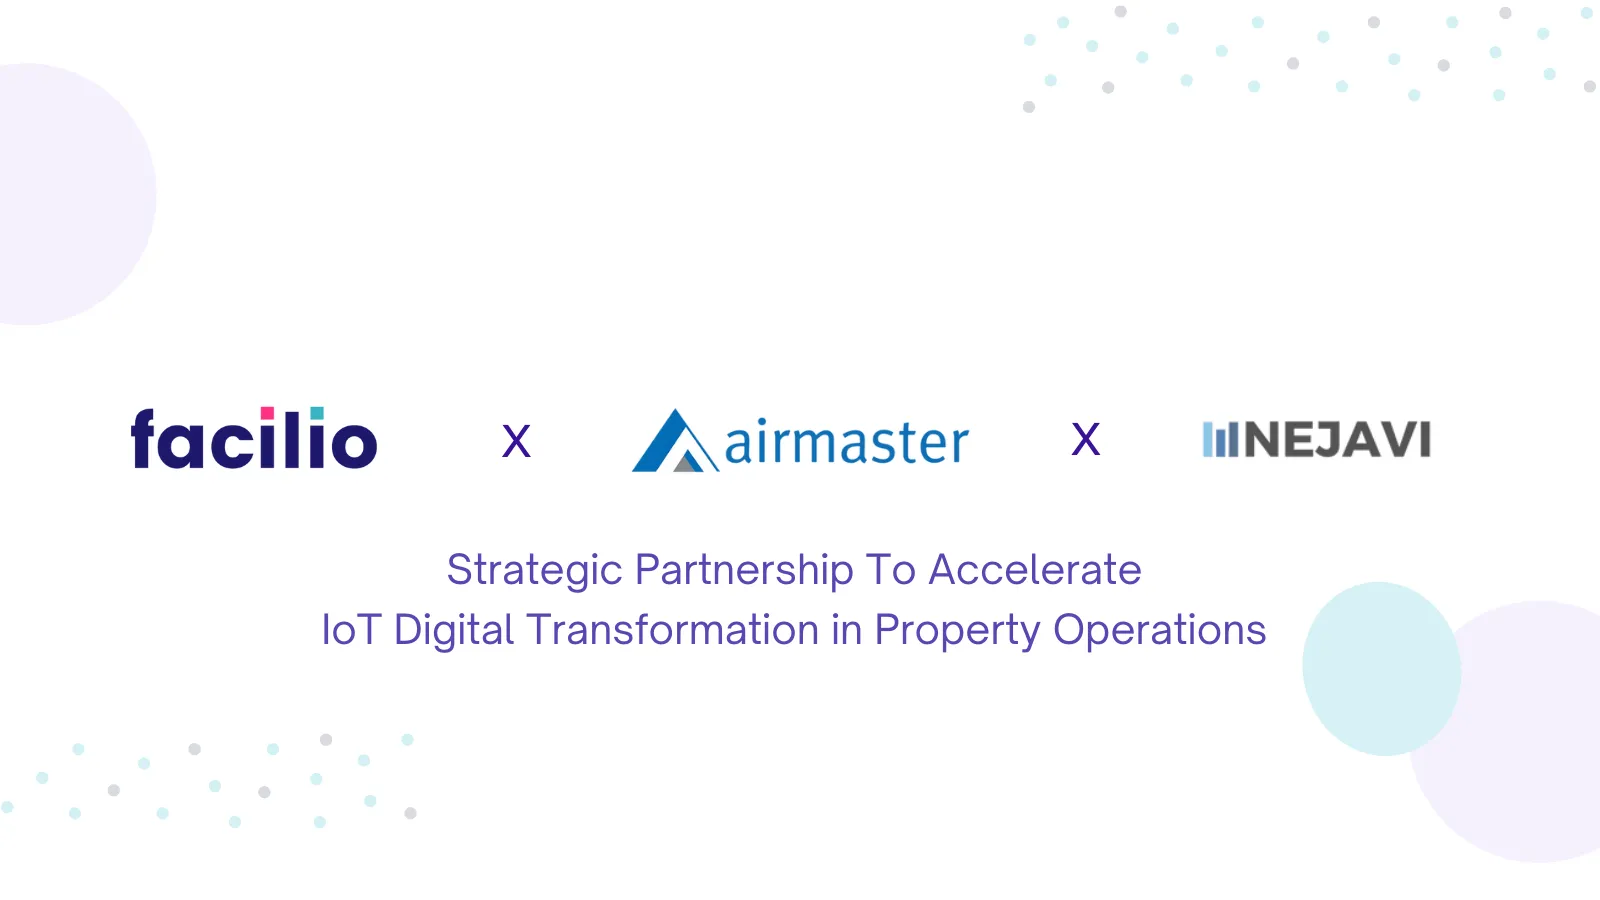 facilio x airmaster x NEJAVI
Strategic Partnership To Accelerate
IoT Digital Transformation in Property Operations